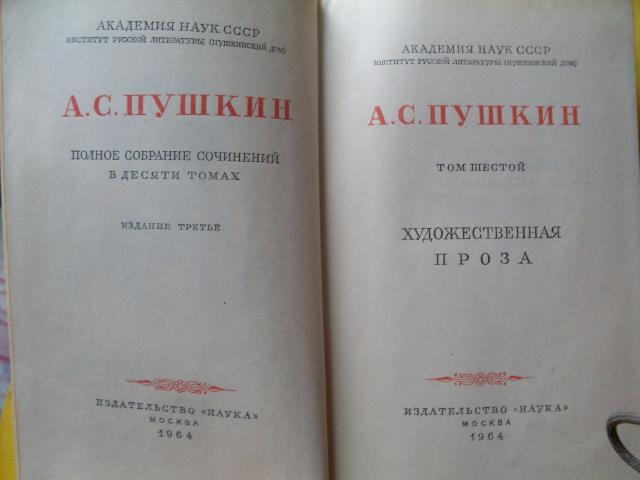 АКАДЕМИЯ НАУК СССР
ИНСТИТУТ РУССКОЙ ЛИТЕРАТУРЫ (ПУШКИНСКИЙ ДОМ)
А.С.ПУШКИН
ПОЛНОЕ СОБРАНИЕ СОЧИНЕНИЙ
В ДЕСЯТИ ТОМАХ
ИЗДАНИЕ ТРЕТЬЕ
ИЗДАТЕЛЬСТВО «НАУКА»
МОСКВА
1964
АКАДЕМИЯ НАУК СССР
ИНСТИТУТ РУССКОЙ ЛИТЕРАТУРЫ (ПУШКИНСКИЙ ДОМ)
А.С.ПУШКИН
ТОМ ШЕСТОЙ
ХУДОЖЕСТВЕННАЯ
ПРОЗА
ИЗДАТЕЛЬСТВО «НАУКА»
МОСКВА
1964